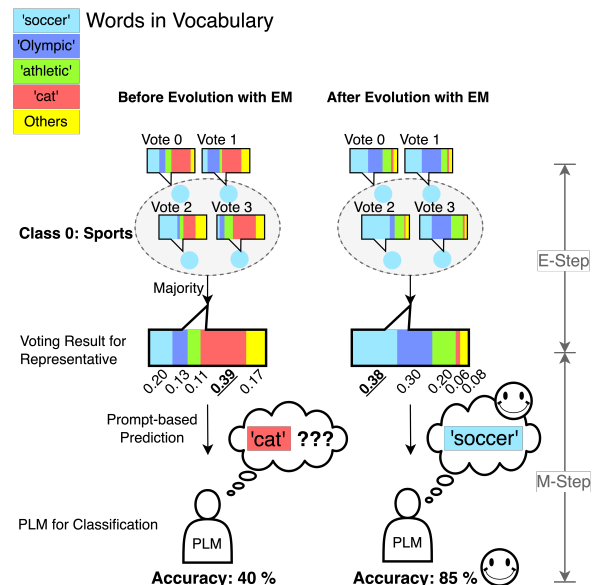 'soccer' Words in Vocabulary
'Olympic'
'athletic'
'cat'
Others
Before Evolution with EM
After Evolution with EM
Vote 0 Vote 1
Vote 0 Vote 1
Vote 2 Vote 3
Vote 2 Vote 3
Class 0: Sports
E-Step
Majority
Voting Result for
Representative
0.20 0.13 0.11 0.39 0.17
0.38 0.30 0.20 0.06 0.08
Prompt-based
Prediction
'cat' ???
'soccer'
M-Step
PLM for Classification
PLM
PLM
Accuracy: 40 %
Accuracy: 85 %